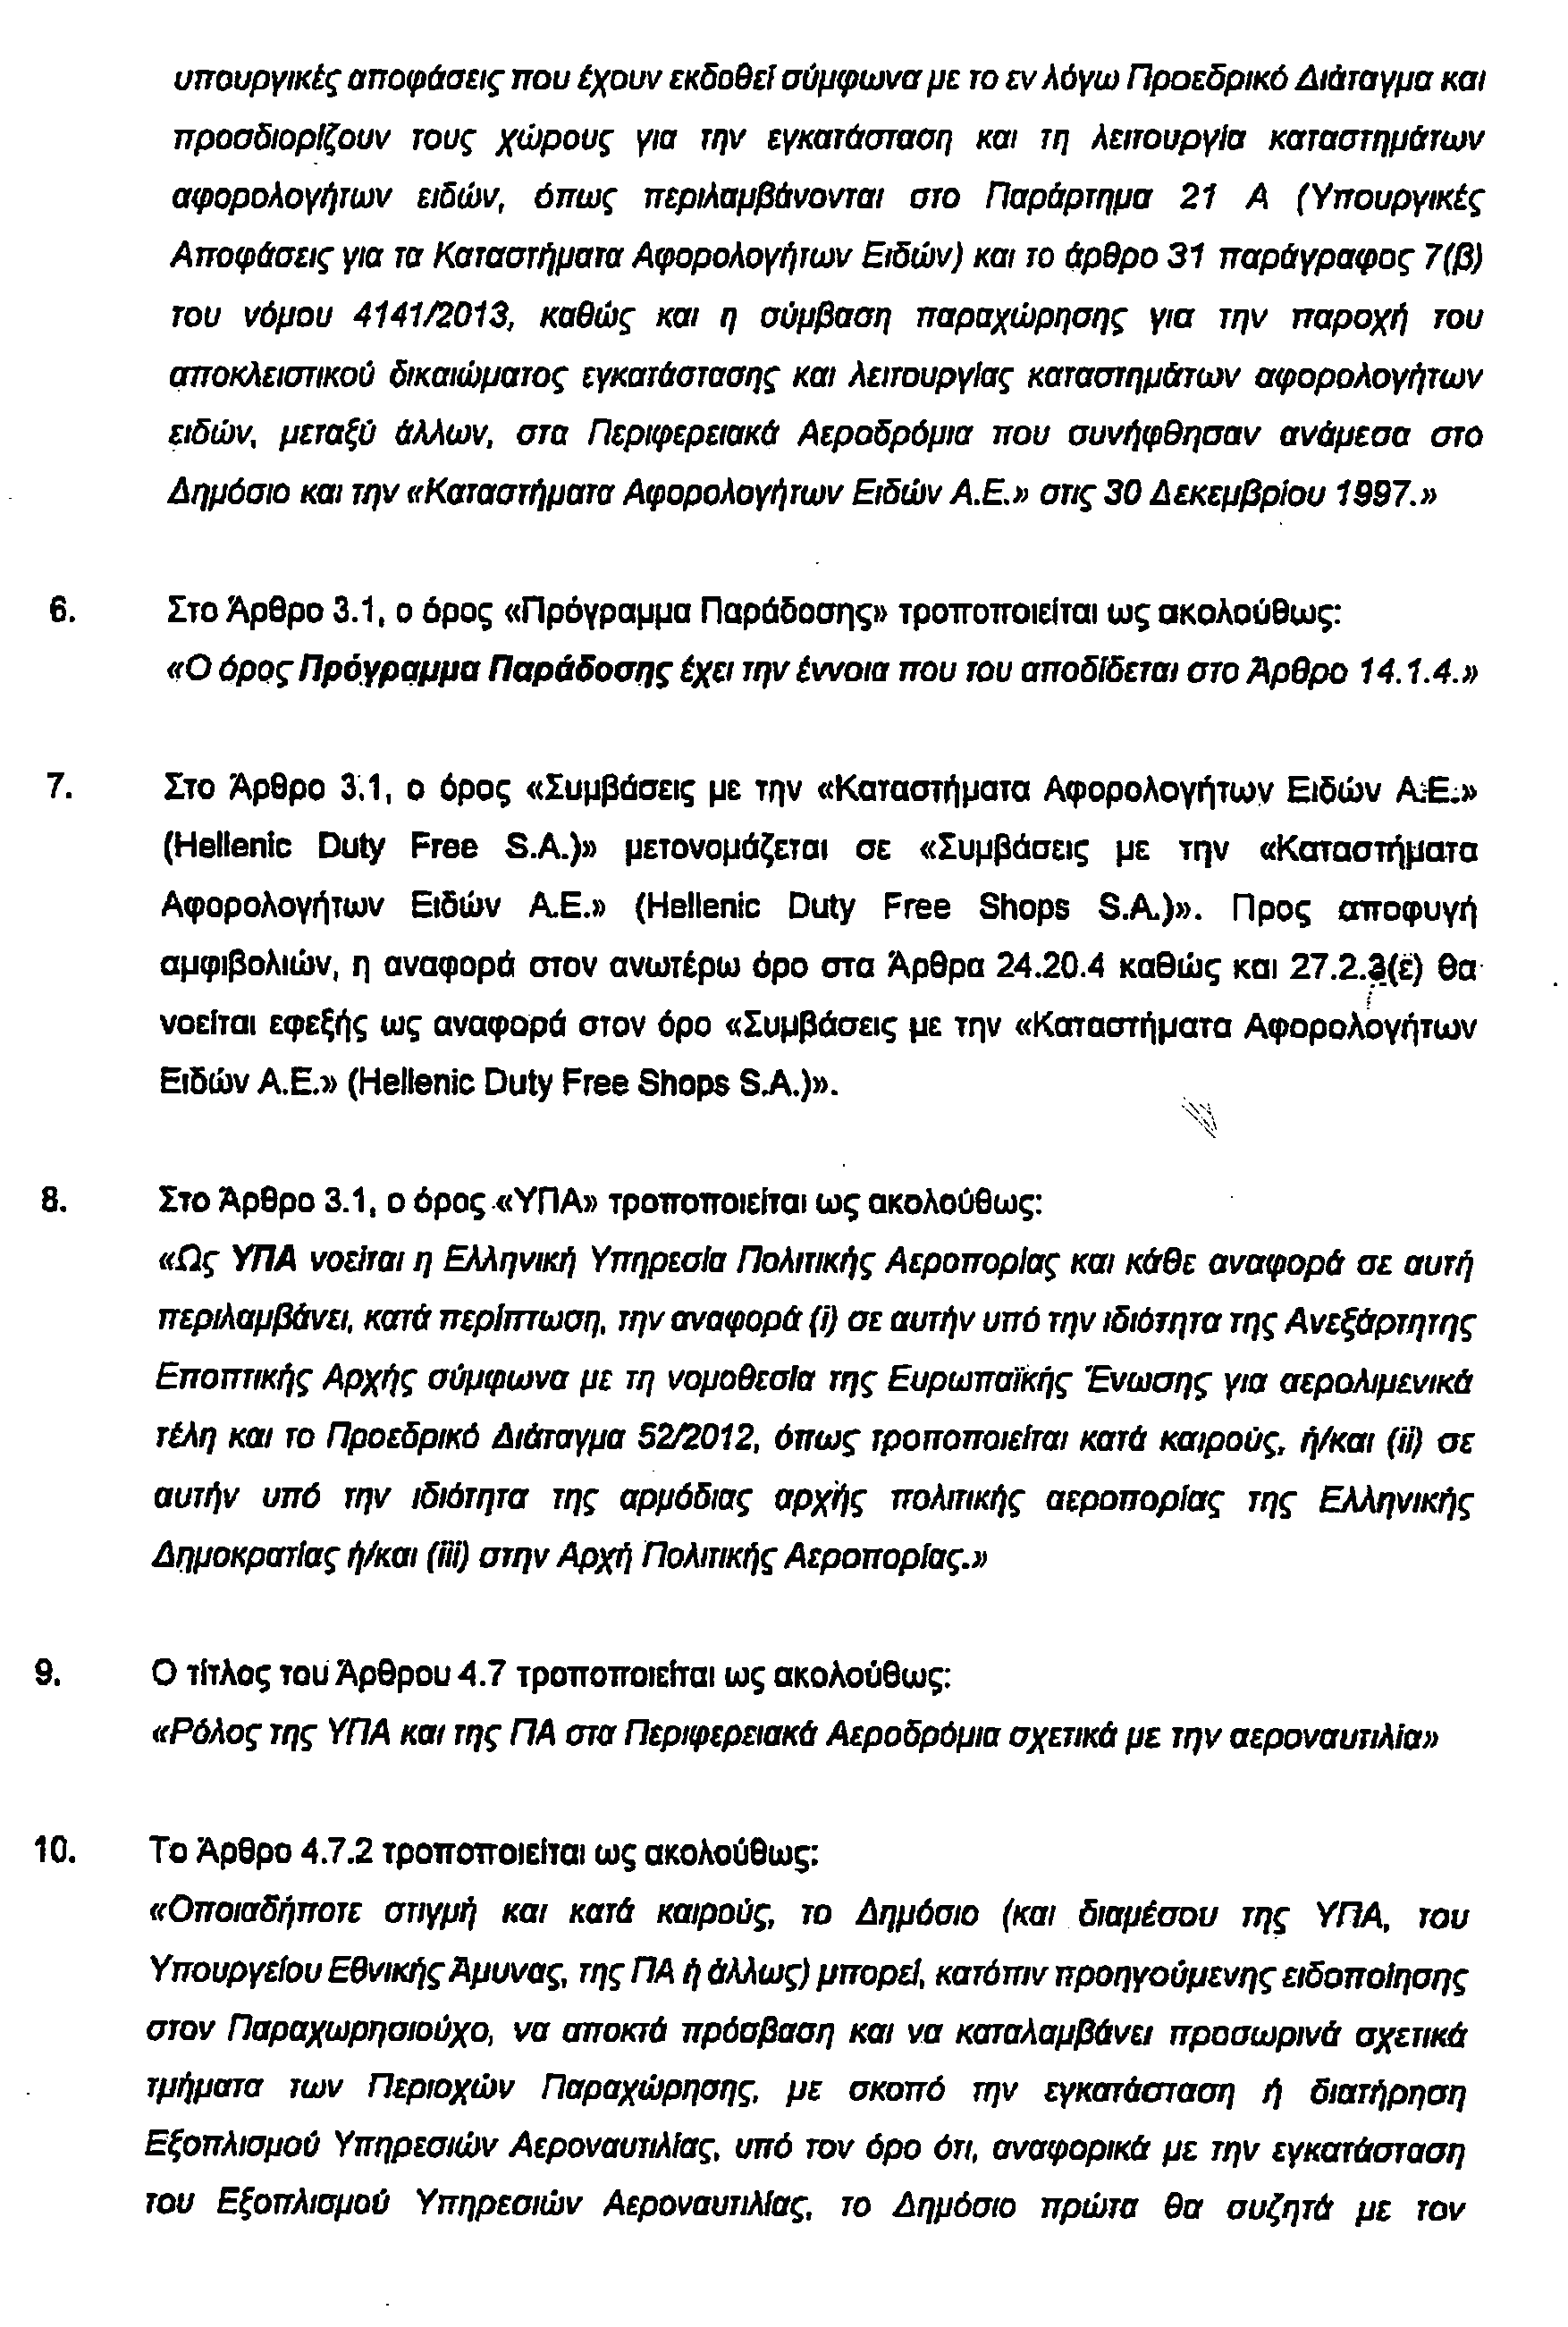 υπουργικές αποφάσεις που έχουν εκδοθεί σύμφωνα με το εν λόγω Προεδρικό Διάταγμα και
προσδιορίζουν τους χώρους για την εγκατάσταση και τη λειτουργία καταστημάτων
αφορολογήτων ειδών, όπως περιλαμβάνονται στο Παράρτημα 21 Α (Υπουργικές
Αποφάσεις για τα Καταστήματα Αφορολογήτων Ειδών) και το άρθρο 31 παράγραφος 7(β)
του νόμου 4141/2013, καθώς και η σύμβαση παραχώρησης για την παροχή του
αποκλειστικού δικαιώματος εγκατάστασης και λειτουργίας καταστημάτων αφορολογήτων
ειδών, μεταξύ άλλων, στα Περιφερειακά Αεροδρόμια που συνήφθησαν ανάμεσα στο
Δημόσιο και την «Καταστήματα Αφορολογήτων Ειδών Α.Ε.» στις 30 Δεκεμβρίου 1997.»
6. Στο Άρθρο 3.1, ο όρος «Πρόγραμμα Παράδοσης» τροποποιείται ως ακολούθως:
«Ο όρος Πρόγραμμα Παράδοσης έχει την έννοια που του αποδίδεται στο Άρθρο 14.1.4.»
7. Στο Άρθρο 3.1, ο όρος «Συμβάσεις με την «Καταστήματα Αφορολογήτων Ειδών Α.Ε.»
(Hellenic Duty Free S.A.)» μετονομάζεται σε «Συμβάσεις με την «Καταστήματα
Αφορολογήτων Ειδών Α.Ε.» (Hellenic Duty Free Shops S.A.)». Προς αποφυγή
αμφιβολιών, η αναφορά στον ανωτέρω όρο στα Άρθρα 24.20.4 καθώς και 27.2.3(ε) θα
νοείται εφεξής ως αναφορά στον όρο «Συμβάσεις με την «Καταστήματα Αφορολογήτων
Ειδών Α.Ε.» (Hellenic Duty Free Shops S.A.)».
8. Στο Άρθρο 3.1, ο όρος «ΥΠΑ» τροποποιείται ως ακολούθως:
«Ως ΥΠΑ νοείται η Ελληνική Υπηρεσία Πολιτικής Αεροπορίας και κάθε αναφορά σε αυτή
περιλαμβάνει, κατά περίπτωση, την αναφορά (i) σε αυτήν υπό την ιδιότητα της Ανεξάρτητης
Εποπτικής Αρχής σύμφωνα με τη νομοθεσία της Ευρωπαϊκής Ένωσης για αερολιμενικά
τέλη και το Προεδρικό Διάταγμα 52/2012, όπως τροποποιείται κατά καιρούς, ή/και (ii) σε
αυτήν υπό την ιδιότητα της αρμόδιας αρχής πολιτικής αεροπορίας της Ελληνικής
Δημοκρατίας ή/και (iii) στην Αρχή Πολιτικής Αεροπορίας.»
9. Ο τίτλος του Άρθρου 4.7 τροποποιείται ως ακολούθως:
«Ρόλος της ΥΠΑ και της ΠΑ στα Περιφερειακά Αεροδρόμια σχετικά με την αεροναυτιλία»
10. Το Άρθρο 4.7.2 τροποποιείται ως ακολούθως:
«Οποιαδήποτε στιγμή και κατά καιρούς, το Δημόσιο (και διαμέσου της ΥΠΑ, του
Υπουργείου Εθνικής Άμυνας, της ΠΑ ή άλλως) μπορεί, κατόπιν προηγούμενης ειδοποίησης
στον Παραχωρησιούχο, να αποκτά πρόσβαση και να καταλαμβάνει προσωρινά σχετικά
τμήματα των Περιοχών Παραχώρησης, με σκοπό την εγκατάσταση ή διατήρηση
Εξοπλισμού Υπηρεσιών Αεροναυτιλίας, υπό τον όρο ότι, αναφορικά με την εγκατάσταση
του Εξοπλισμού Υπηρεσιών Αεροναυτιλίας, το Δημόσιο πρώτα θα συζητά με τον